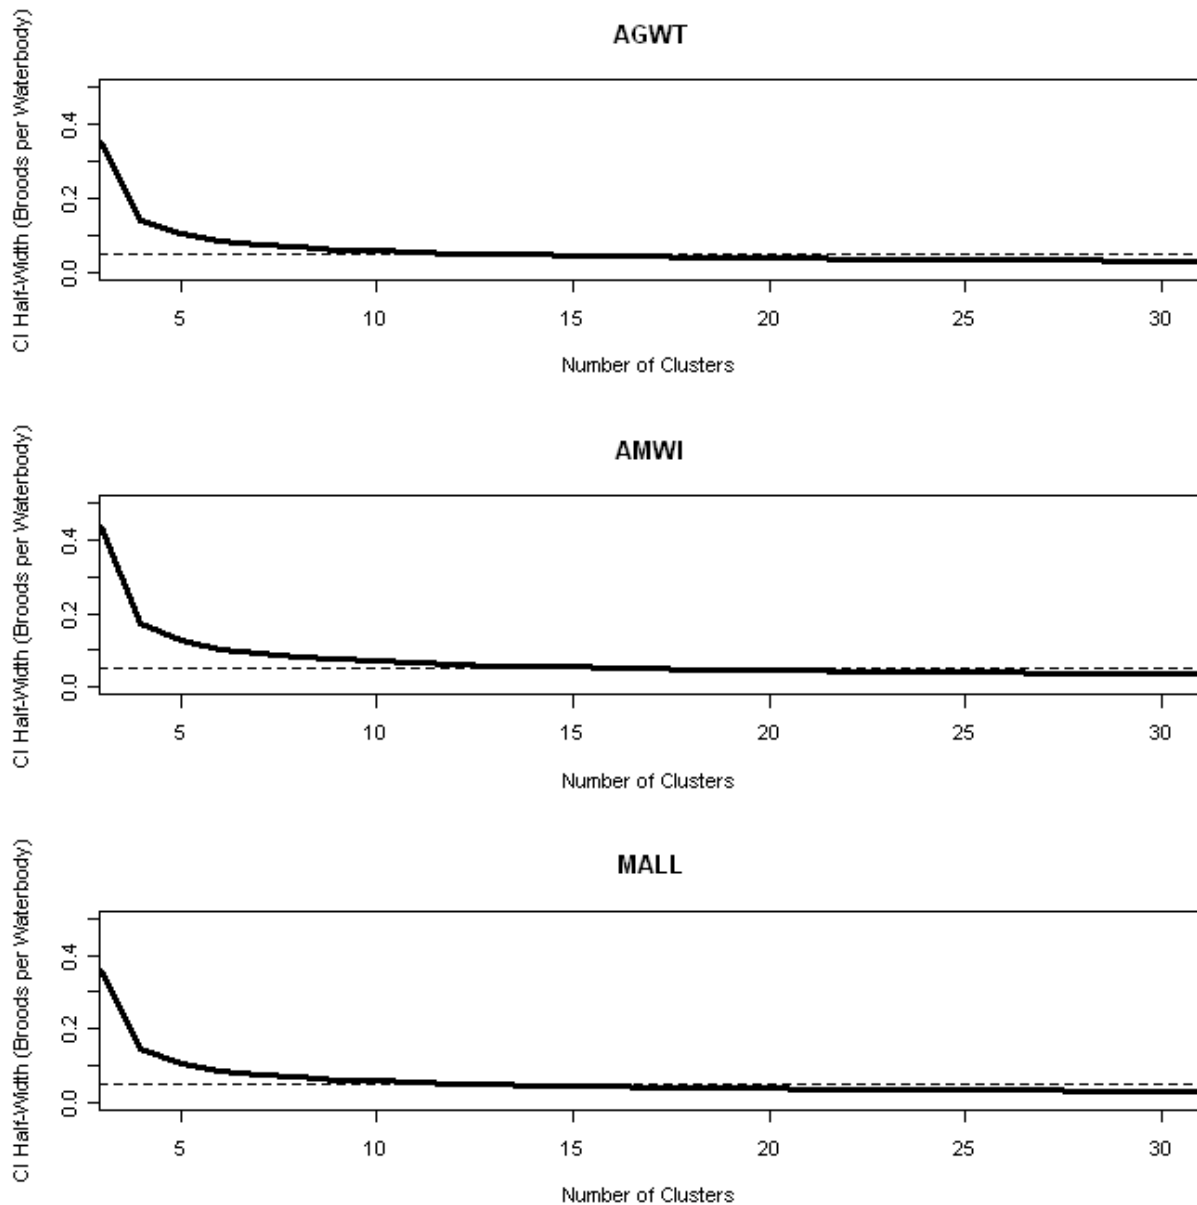 AGWT
CI Half-Width (Broods per Waterbody)
0.4
0.2
0.0
5 10 15 20 25 30
Number of Clusters
AMWI
CI Half-Width (Broods per Waterbody)
0.4
0.2
0.0
5 10 15 20 25 30
Number of Clusters
MALL
CI Half-Width (Broods per Waterbody)
0.4
0.2
0.0
5 10 15 20 25 30
Number of Clusters